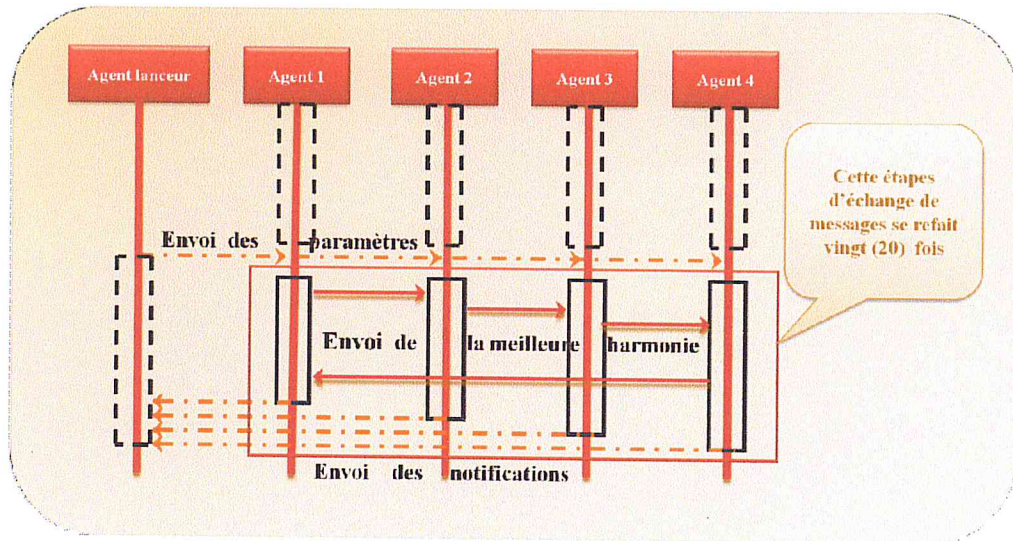 Agent lanceur
Agent 1
Agent 2
Agent 3
Agent 4
Cette étapes
d'échange de
messages se refait
vingt (20) fois
Envoi des paramètres
Envoi de la meilleure harmonie
Envoi des notifications